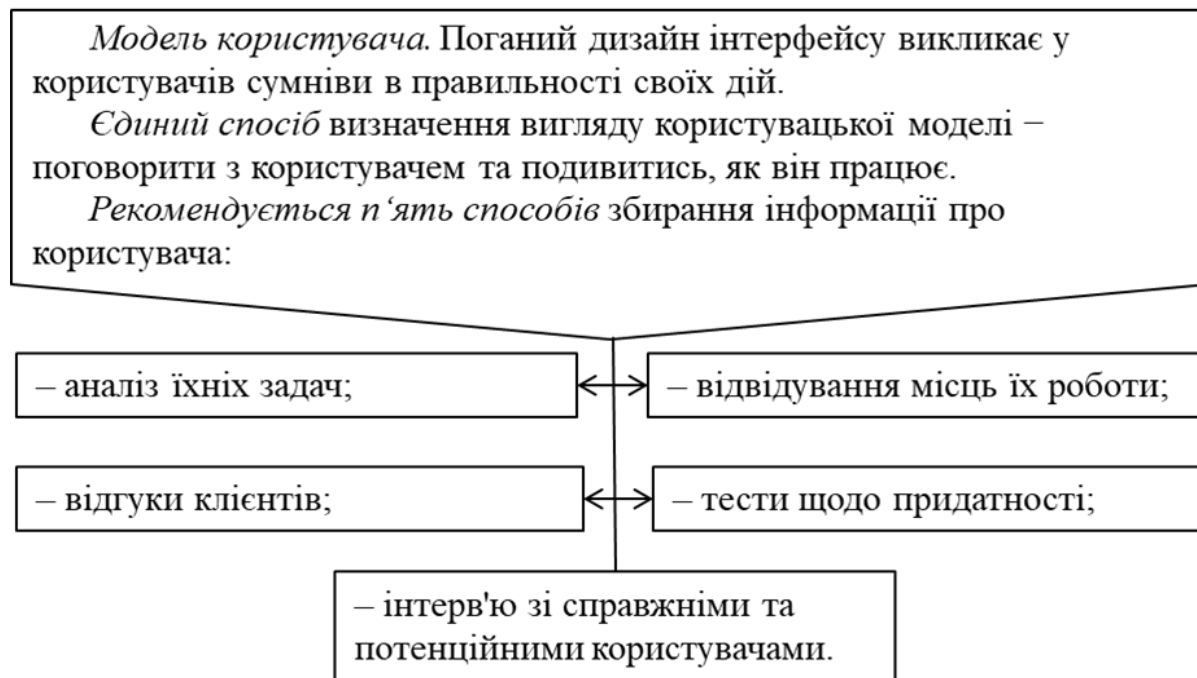 Модель користувача. Поганий дизайн інтерфейсу викликає у
користувачів сумніви в правильності своїх дій.
Єдиний спосіб визначення вигляду користувацької моделі −
поговорити з користувачем та подивитись, як він працює.
Рекомендується п‘ять способів збирання інформації про
користувача:
– аналіз їхніх задач;
– відвідування місць їх роботи;
– відгуки клієнтів;
– тести щодо придатності;
– інтерв'ю зі справжніми та
потенційними користувачами.